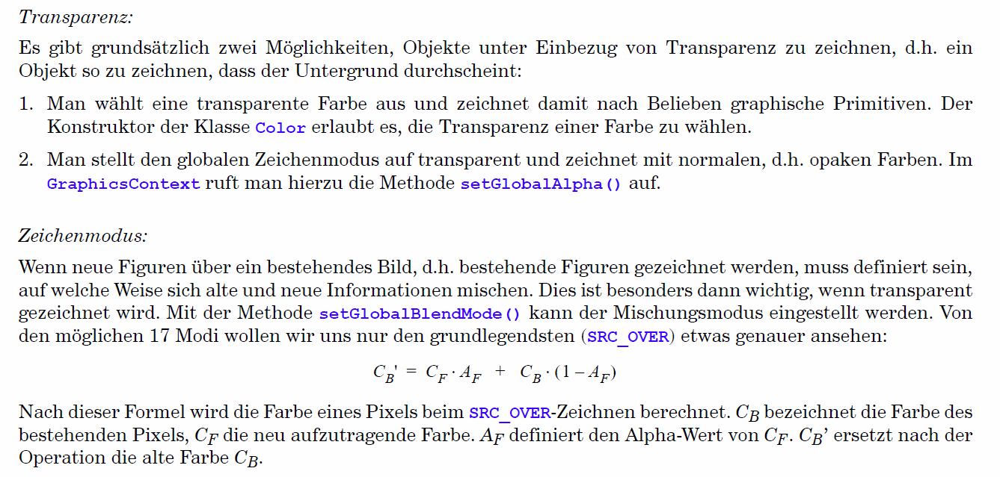 Transparenz:
Es gibt grundsätzlich zwei Möglichkeiten, Objekte unter Einbezug von Transparenz zu zeichnen, d.h. ein
Objekt so zu zeichnen, dass der Untergrund durchscheint:
1. Man wählt eine transparente Farbe aus und zeichnet damit nach Belieben graphische Primitiven. Der
Konstruktor der Klasse Color erlaubt es, die Transparenz einer Farbe zu wählen.
2. Man stellt den globalen Zeichenmodus auf transparent und zeichnet mit normalen, d.h. opaken Farben. Im
GraphicsContext ruft man hierzu die Methode setGlobalAlpha() auf.
Zeichenmodus:
Wenn neue Figuren über ein bestehendes Bild, d.h. bestehende Figuren gezeichnet werden, muss definiert sein,
auf welche Weise sich alte und neue Informationen mischen. Dies ist besonders dann wichtig, wenn transparent
gezeichnet wird. Mit der Methode setGlobalBlendMode() kann der Mischungsmodus eingestellt werden. Von
den möglichen 17 Modi wollen wir uns nur den grundlegendsten (SRC_OVER) etwas genauer ansehen:
C_B' = C_F · A_F + C_B · (1 – A_F)
Nach dieser Formel wird die Farbe eines Pixels beim SRC_OVER-Zeichnen berechnet. C_B bezeichnet die Farbe des
bestehenden Pixels, C_F die neu aufzutragende Farbe. A_F definiert den Alpha-Wert von C_F. C_B’ ersetzt nach der
Operation die alte Farbe C_B.